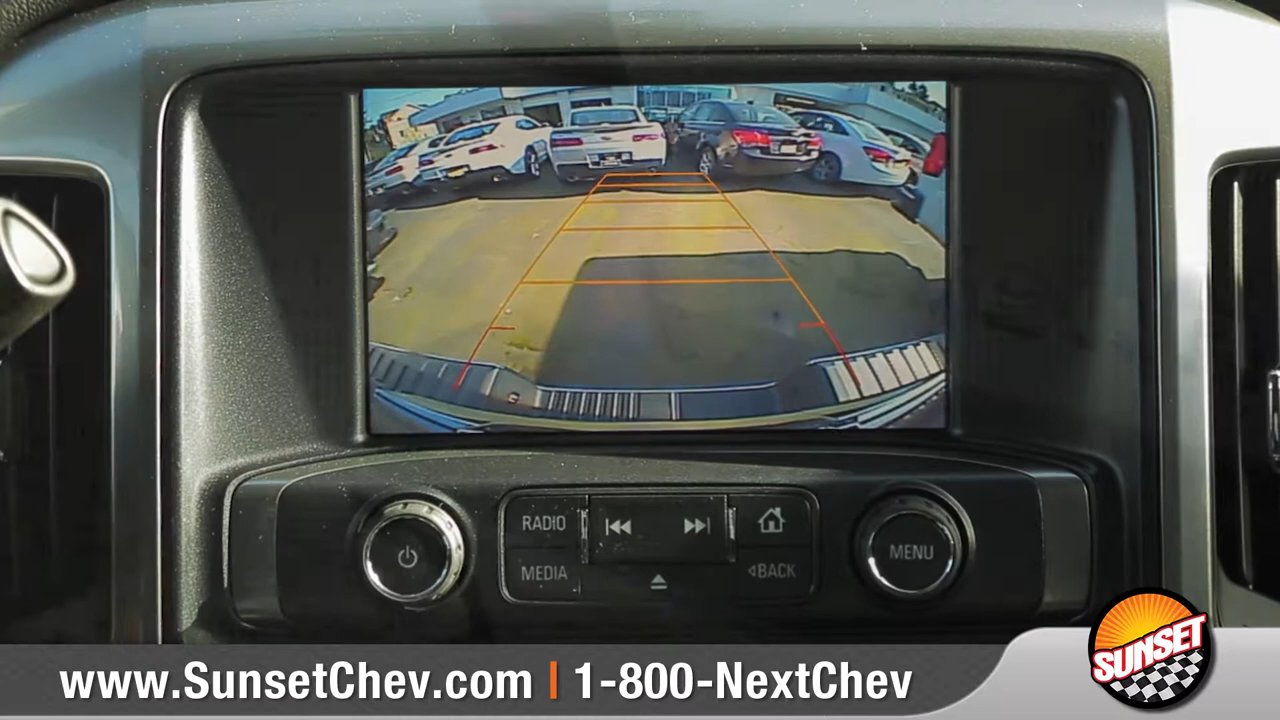 RADIO
MEDIA
BACK
MENU
www.SunsetChev.com | 1-800-NextChev
SUNSET